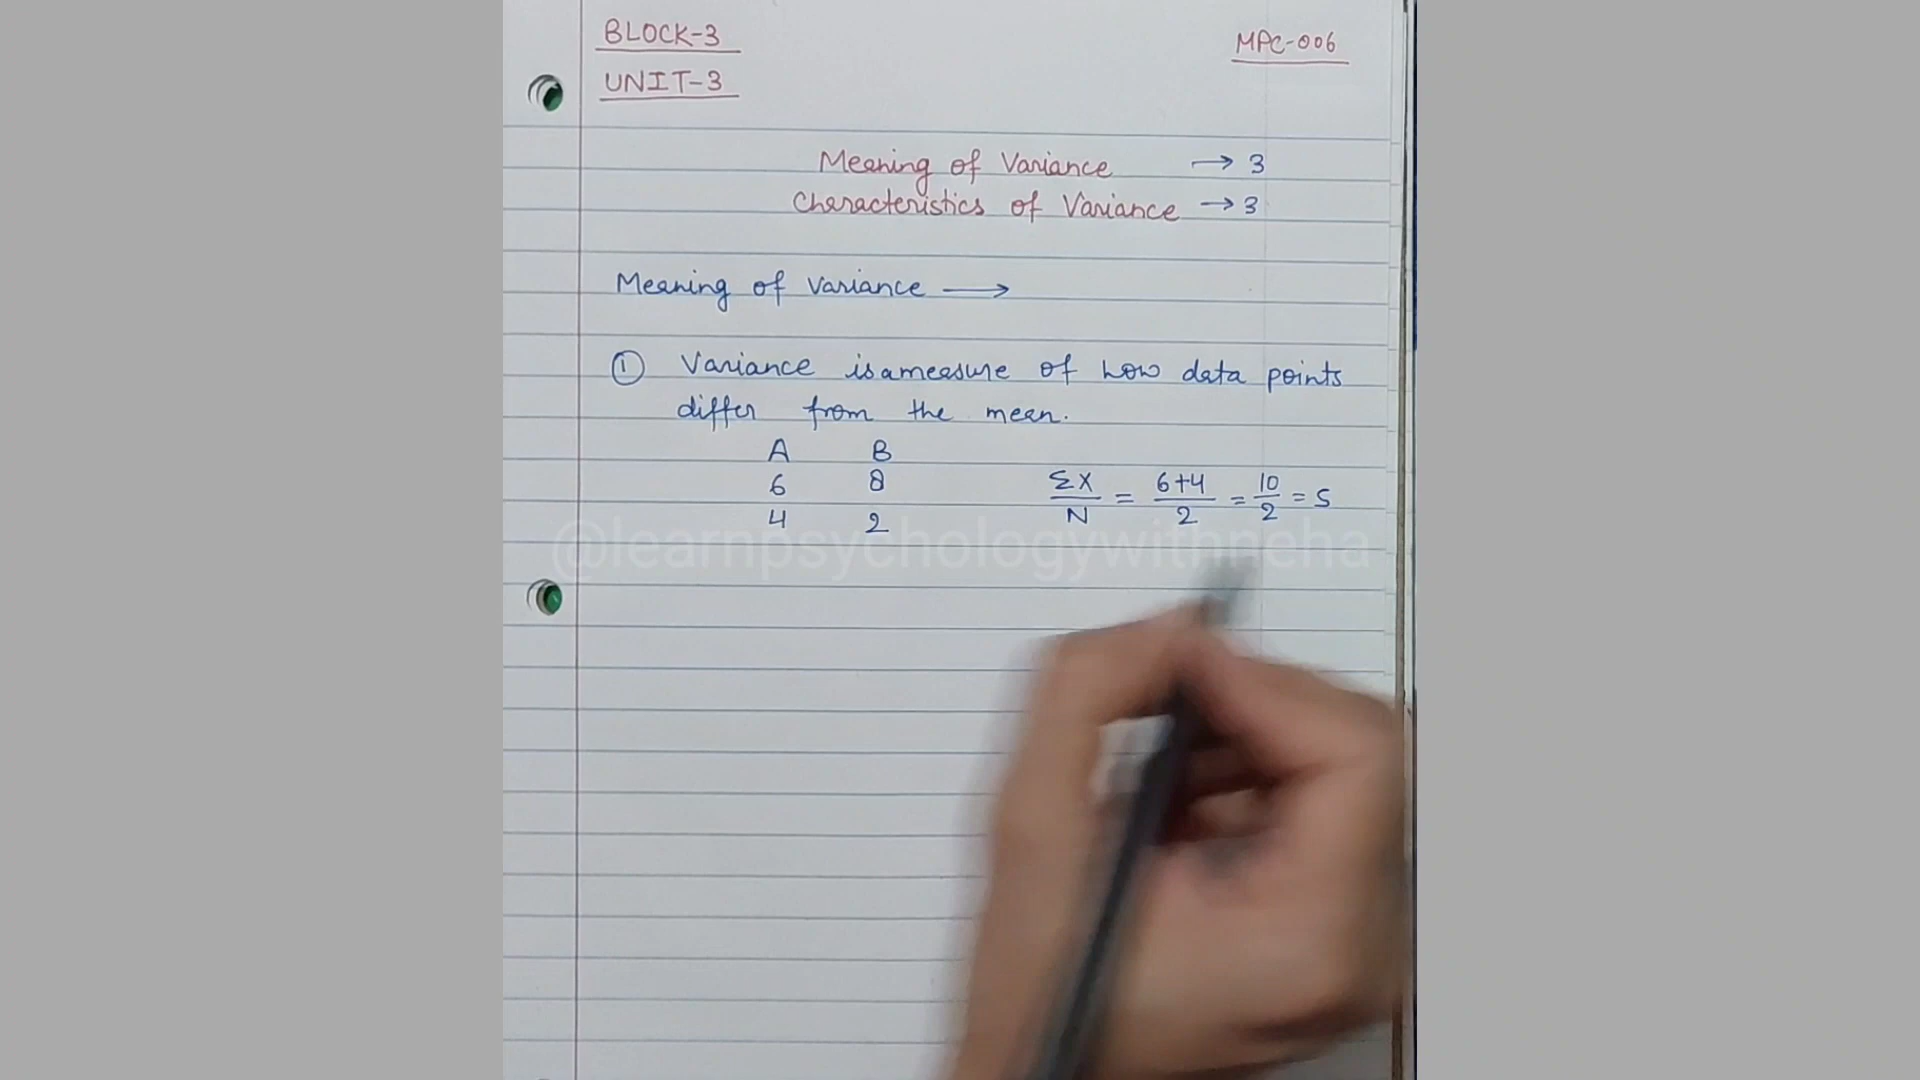 BLOCK-3
MPC-006
UNIT-3
Meaning of Variance → 3
Characteristics of Variance → 3
Meaning of Variance →
① Variance is a measure of how data points
differ from the mean.
A B
6 8
4 2
ΣX/N = 6+4/2 = 10/2 = 5
@learnpsychologywithneha